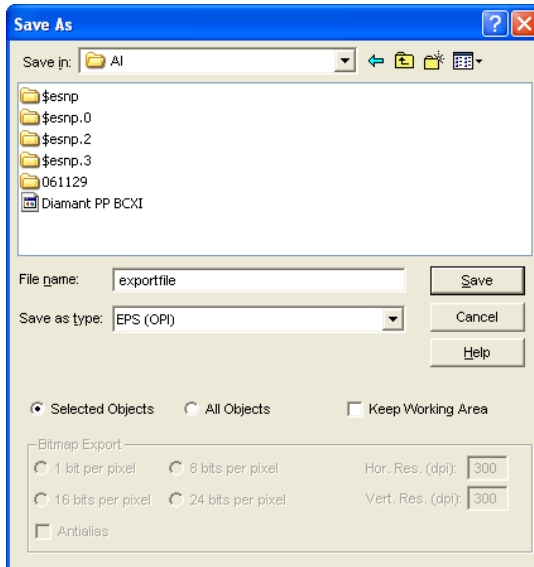 Save As
Save in: AI
$esnp
$esnp.0
$esnp.2
$esnp.3
061129
Diamant PP BCXI
File name: exportfile Save
Save as type: EPS (OPI) Cancel
Help
Selected Objects All Objects Keep Working Area
Bitmap Export
1 bit per pixel 8 bits per pixel Hor. Res. (dpi): 300
16 bits per pixel 24 bits per pixel Vert. Res. (dpi): 300
Antialias